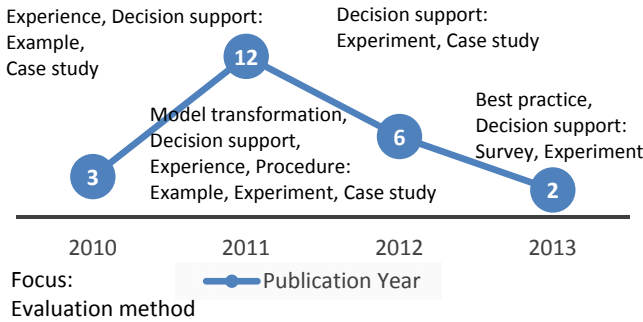 Experience, Decision support:
Example,
Case study
Decision support:
Experiment, Case study
12
Model transformation,
Decision support,
Experience, Procedure:
Example, Experiment, Case study
6
Best practice,
Decision support:
Survey, Experiment
3
2
2010 2011 2012 2013
Focus:
Evaluation method
Publication Year